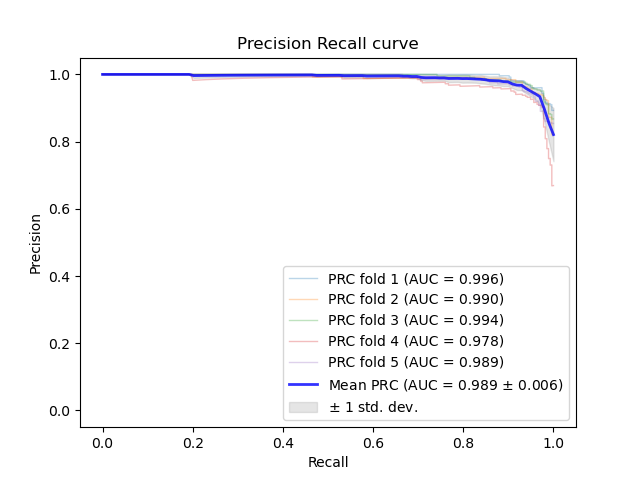 Precision Recall curve
1.0
0.8
0.6
0.4
0.2
0.0
Precision
PRC fold 1 (AUC = 0.996)
PRC fold 2 (AUC = 0.990)
PRC fold 3 (AUC = 0.994)
PRC fold 4 (AUC = 0.978)
PRC fold 5 (AUC = 0.989)
Mean PRC (AUC = 0.989 ± 0.006)
± 1 std. dev.
0.0 0.2 0.4 0.6 0.8 1.0
Recall